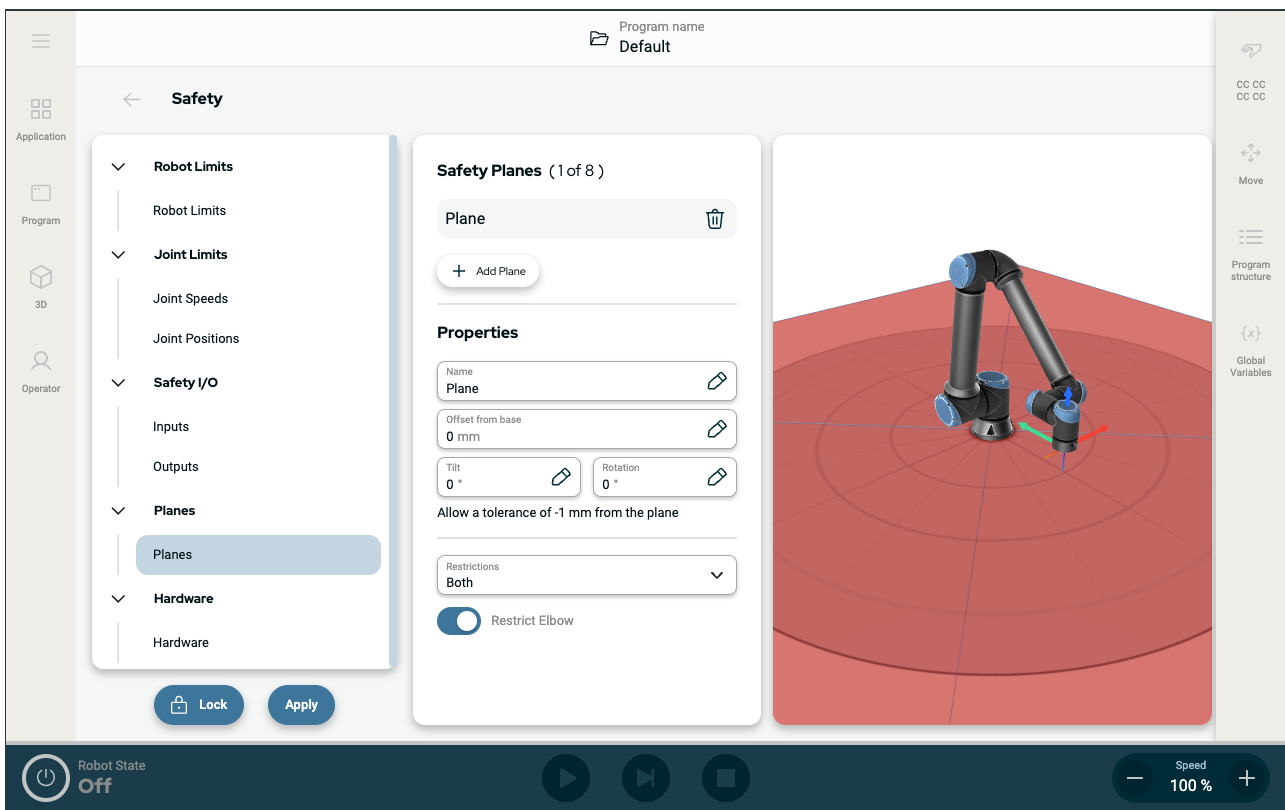 Program name
Default
Application
Program
3D
Operator
Safety
Robot Limits
Robot Limits
Joint Limits
Joint Speeds
Joint Positions
Safety I/O
Inputs
Outputs
Planes
Planes
Hardware
Hardware
Lock
Apply
Safety Planes ( 1 of 8 )
Plane
Add Plane
Properties
Name
Plane
Offset from base
0 mm
Tilt
0 °
Rotation
0 °
Allow a tolerance of -1 mm from the plane
Restrictions
Both
Restrict Elbow
CC CC
CC CC
Move
Program
structure
{x}
Global
Variables
Robot State
Off
Speed
100 %